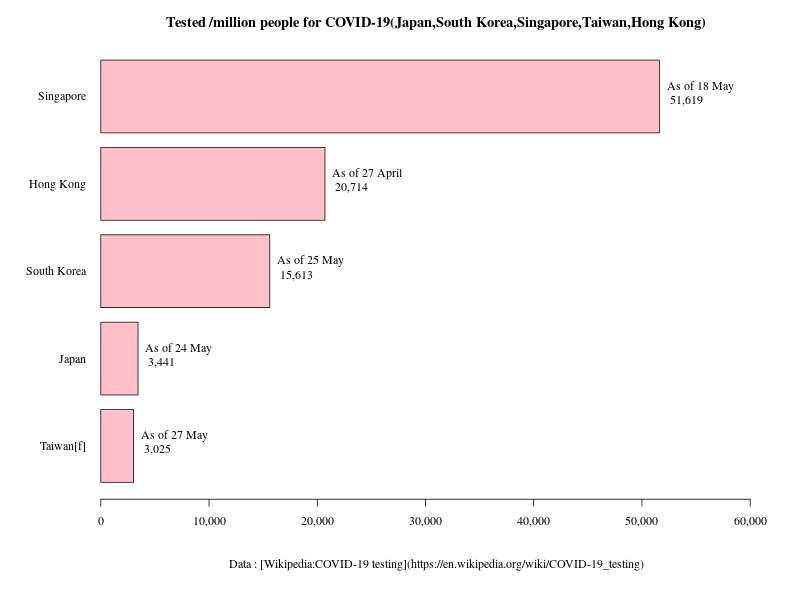 Tested /million people for COVID-19(Japan,South Korea,Singapore,Taiwan,Hong Kong)
Singapore
As of 18 May
51,619
Hong Kong
As of 27 April
20,714
South Korea
As of 25 May
15,613
Japan
As of 24 May
3,441
Taiwan[f]
As of 27 May
3,025
0 10,000 20,000 30,000 40,000 50,000 60,000
Data : [Wikipedia:COVID-19 testing](https://en.wikipedia.org/wiki/COVID-19_testing)